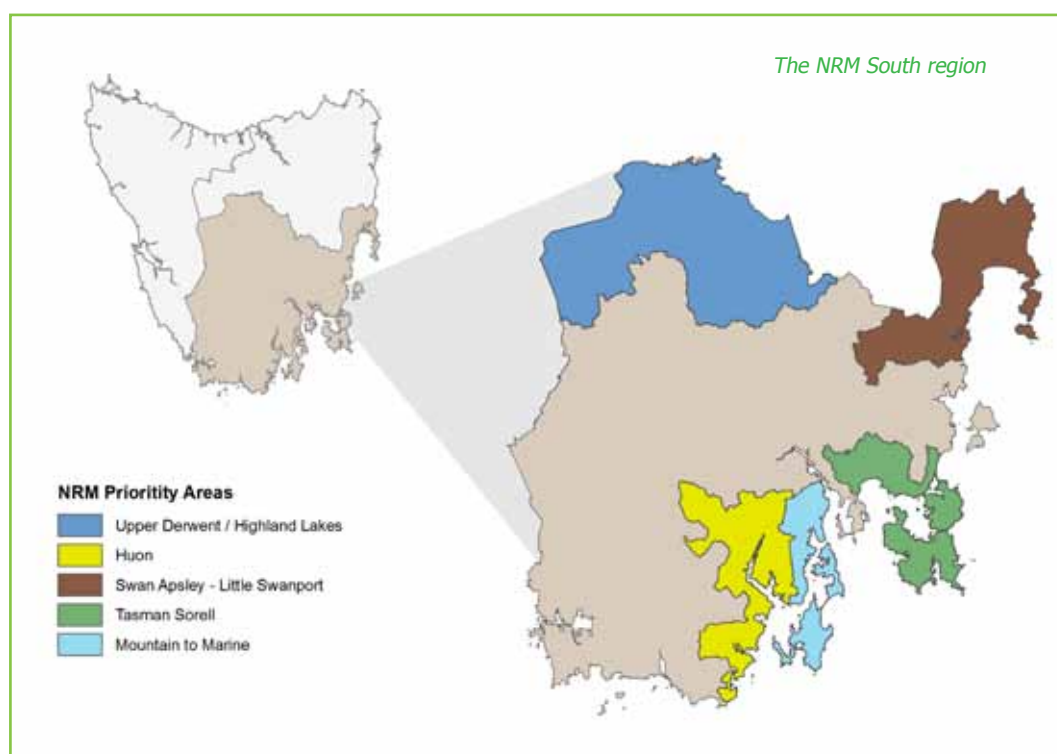 The NRM South region
NRM Prioritity Areas
Upper Derwent / Highland Lakes
Huon
Swan Apsley - Little Swanport
Tasman Sorell
Mountain to Marine